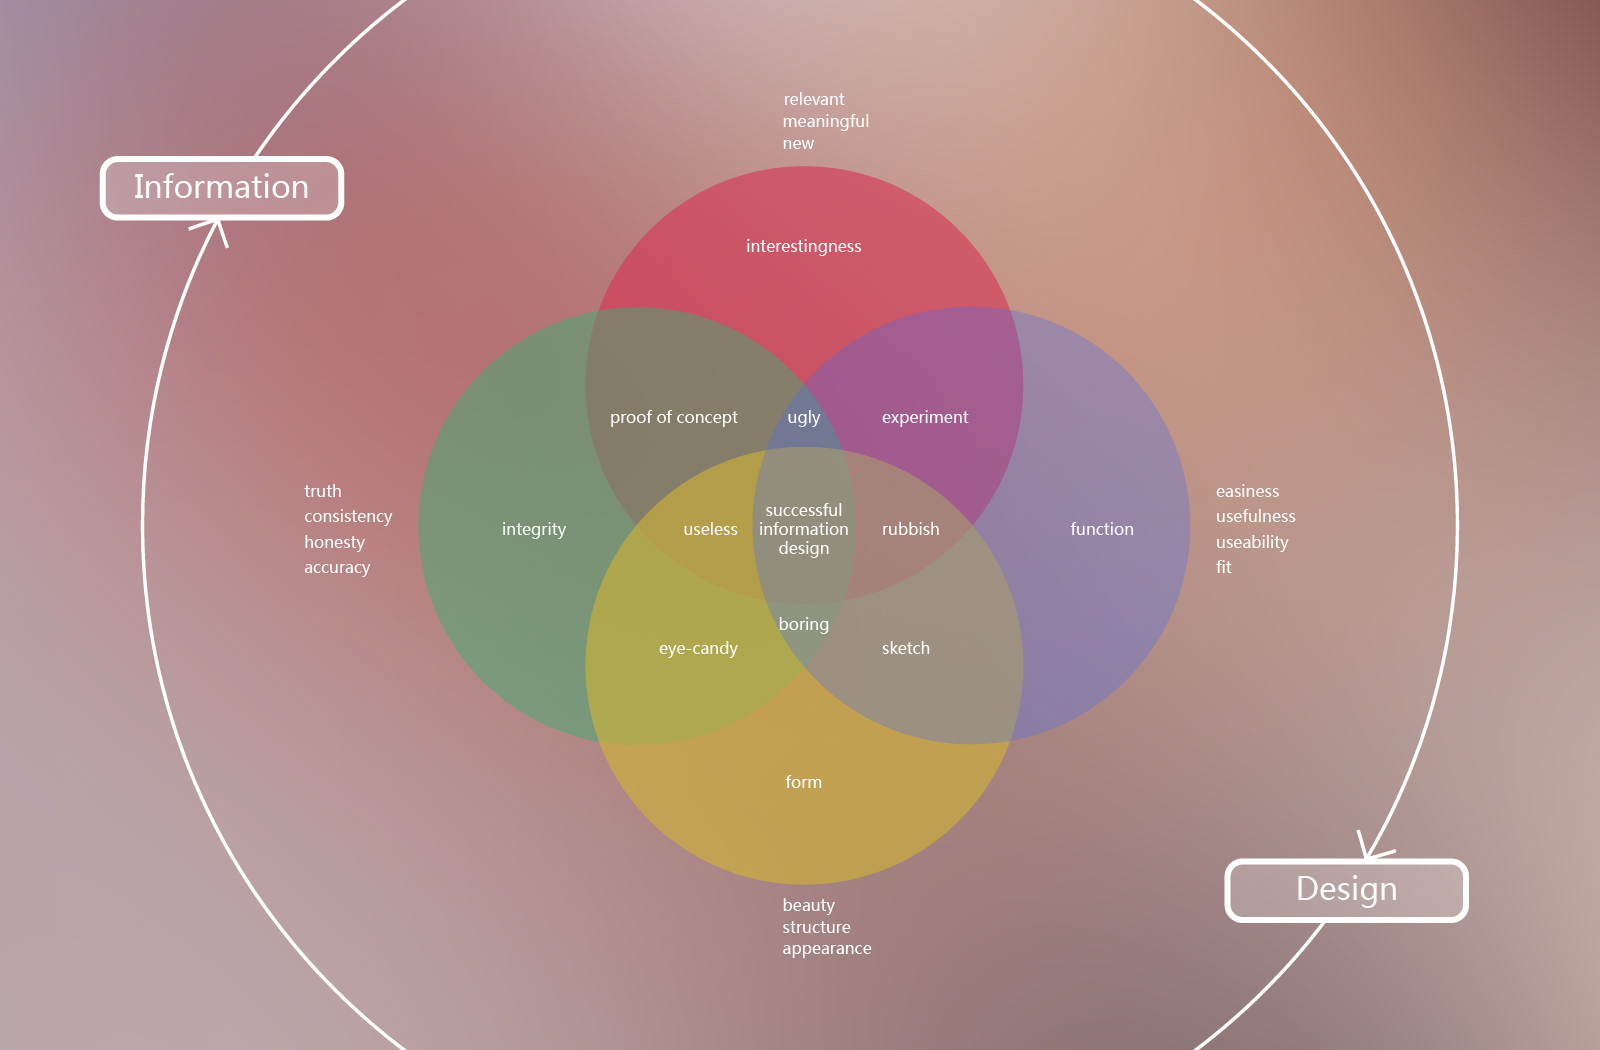 relevant
meaningful
new
Information
interestingness
proof of concept
ugly
experiment
truth
consistency
honesty
accuracy
integrity
useless
successful
information
design
rubbish
function
easiness
usefulness
useability
fit
boring
eye-candy
sketch
form
Design
beauty
structure
appearance